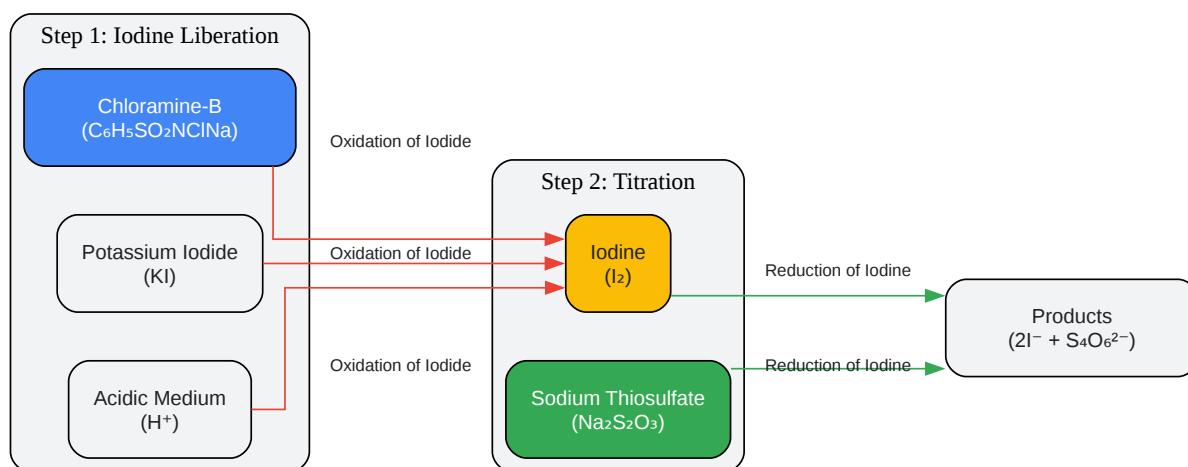 Step 1: Iodine Liberation
Chloramine-B
(C₆H₅SO₂NClNa)
Oxidation of Iodide
Step 2: Titration
Potassium Iodide
(KI)
Oxidation of Iodide
Iodine
(I₂)
Reduction of Iodine
Products
(2I⁻ + S₄O₆²⁻)
Acidic Medium
(H⁺)
Oxidation of Iodide
Sodium Thiosulfate
(Na₂S₂O₃)
Reduction of Iodine